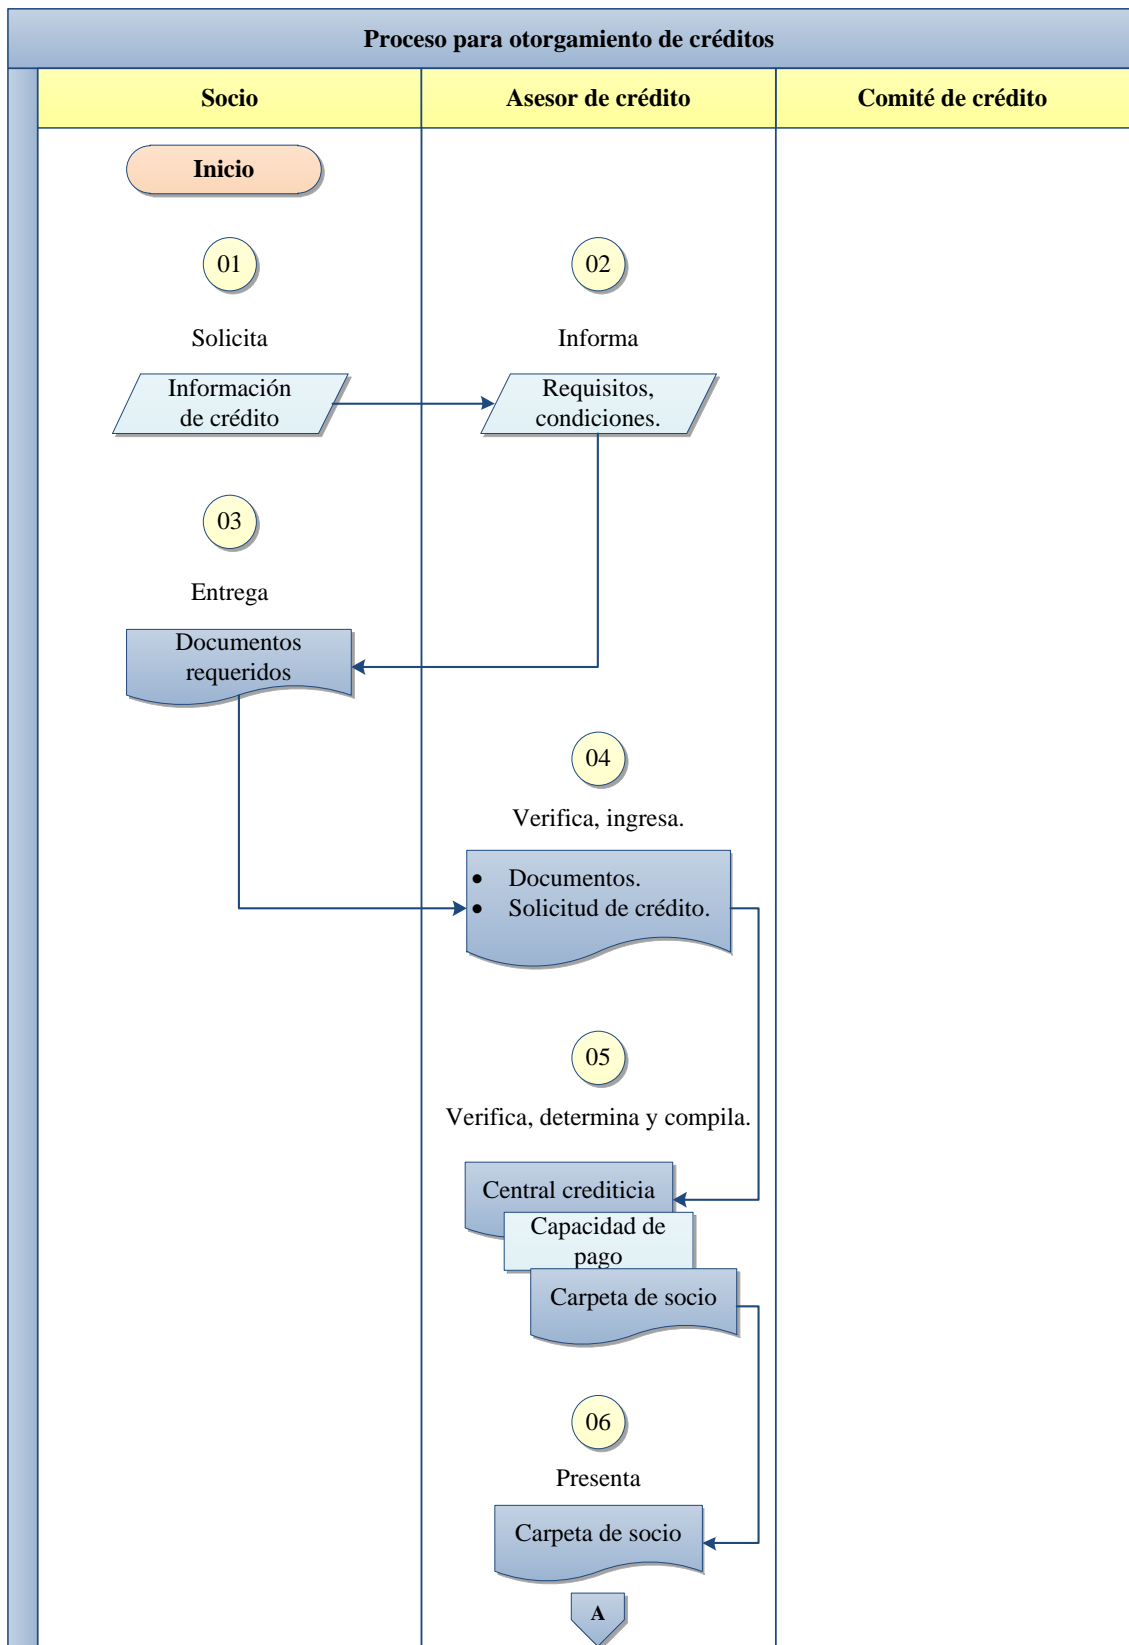 Proceso para otorgamiento de créditos
Socio
Asesor de crédito
Comité de crédito
Inicio
01
02
Solicita
Informa
Información
de crédito
Requisitos,
condiciones.
03
Entrega
Documentos
requeridos
04
Verifica, ingresa.
• Documentos.
• Solicitud de crédito.
05
Verifica, determina y compila.
Central crediticia
Capacidad de
pago
Carpeta de socio
06
Presenta
Carpeta de socio
A